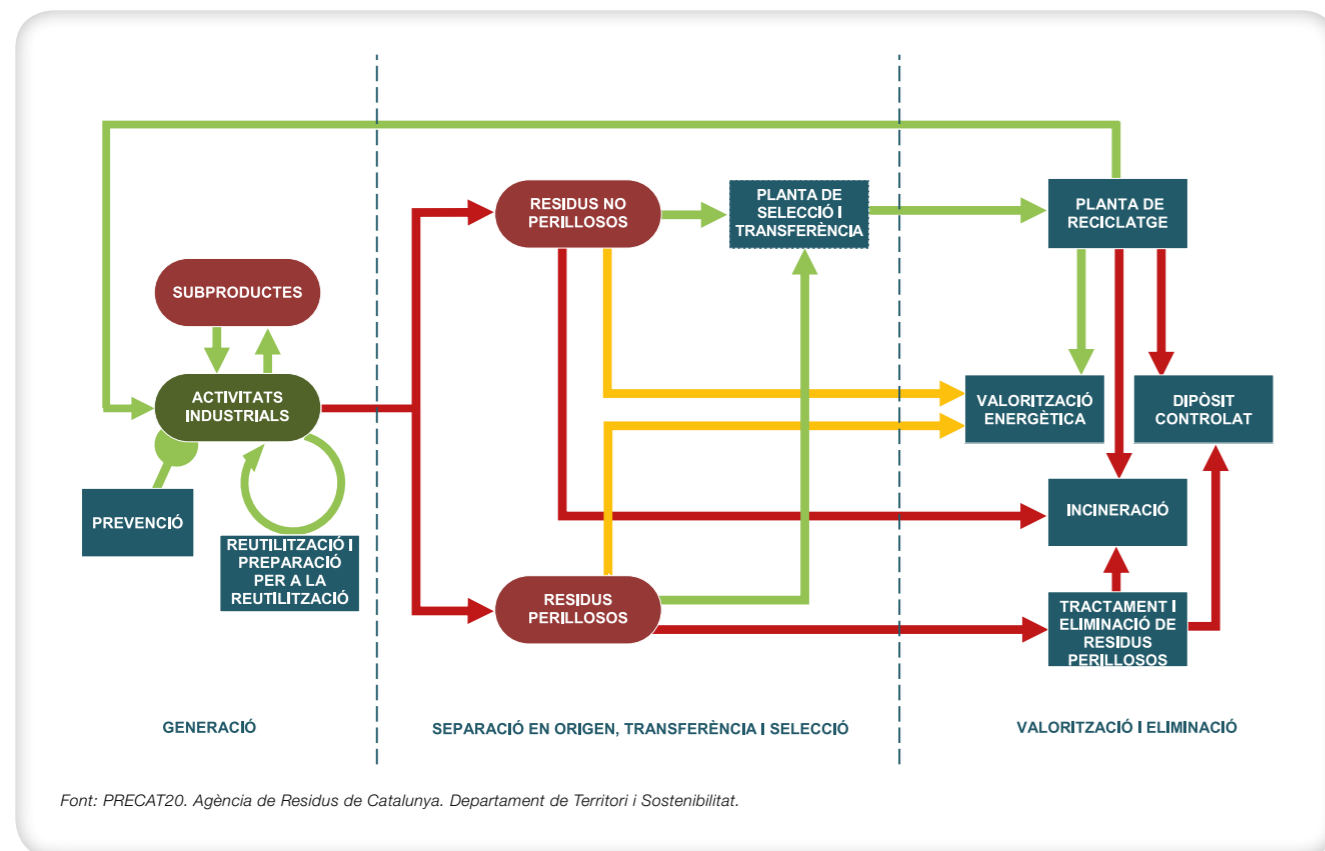 RESIDUS NO
PERILLOSOS
PLANTA DE
SELECCIÓ I
TRANSFERÈNCIA
PLANTA DE
RECICLATGE
SUBPRODUCTES
ACTIVITATS
INDUSTRIALS
VALORITZACIÓ
ENERGÈTICA
DIPÒSIT
CONTROLAT
PREVENCIÓ
INCINERACIÓ
REUTILITZACIÓ I
PREPARACIÓ
PER A LA
REUTILITZACIÓ
RESIDUS
PERILLOSOS
TRACTAMENT I
ELIMINACIÓ DE
RESIDUS
PERILLOSOS
GENERACIÓ
SEPARACIÓ EN ORIGEN, TRANSFERÈNCIA I SELECCIÓ
VALORITZACIÓ I ELIMINACIÓ
Font: PRECAT20. Agència de Residus de Catalunya. Departament de Territori i Sostenibilitat.